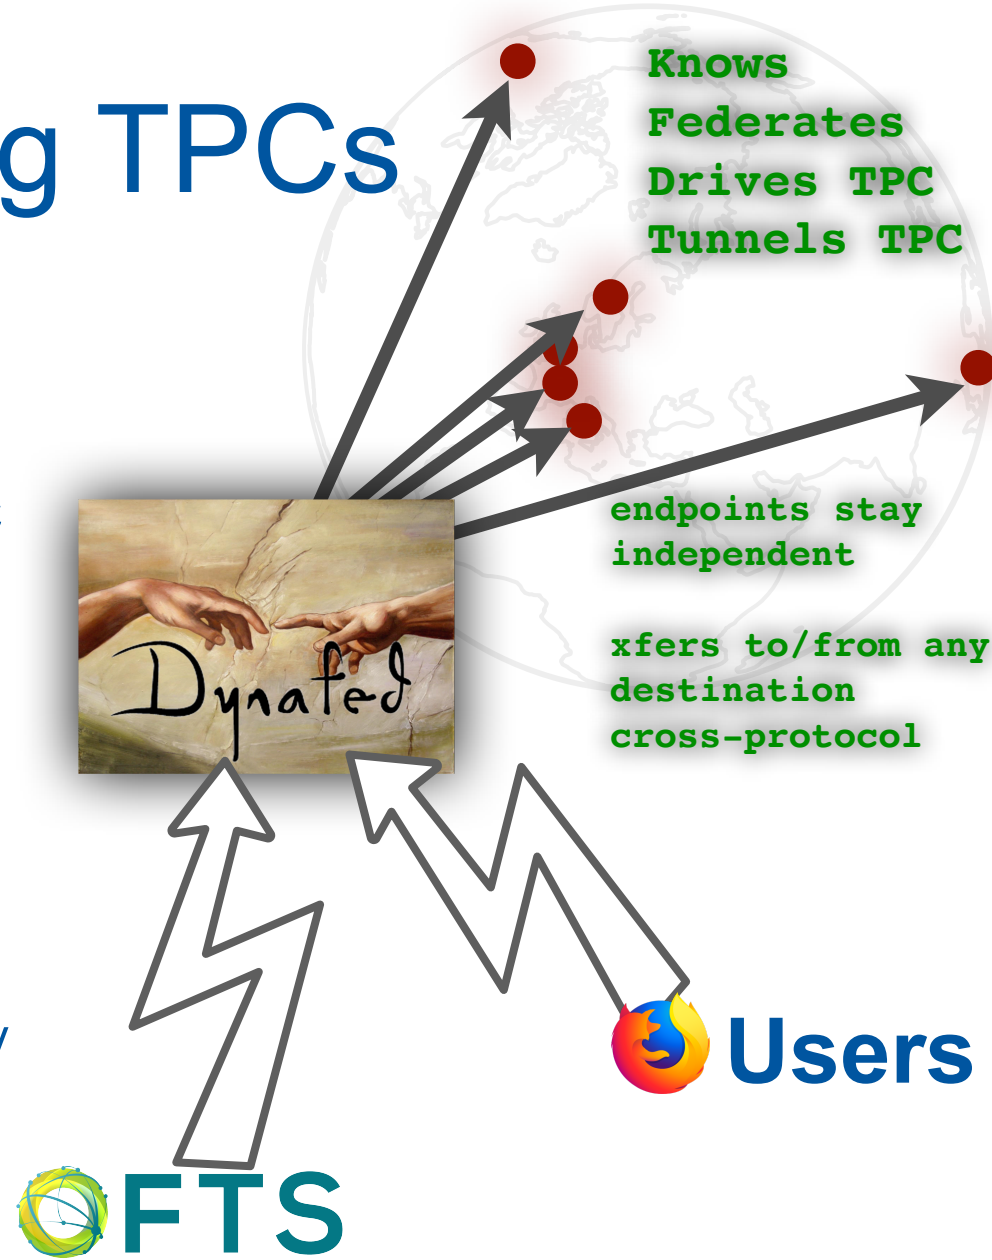 g TPCs
Knows
Federates
Drives TPC
Tunnels TPC
endpoints stay
independent
xfers to/from any
destination
cross-protocol
Dynafed
Users
FTS